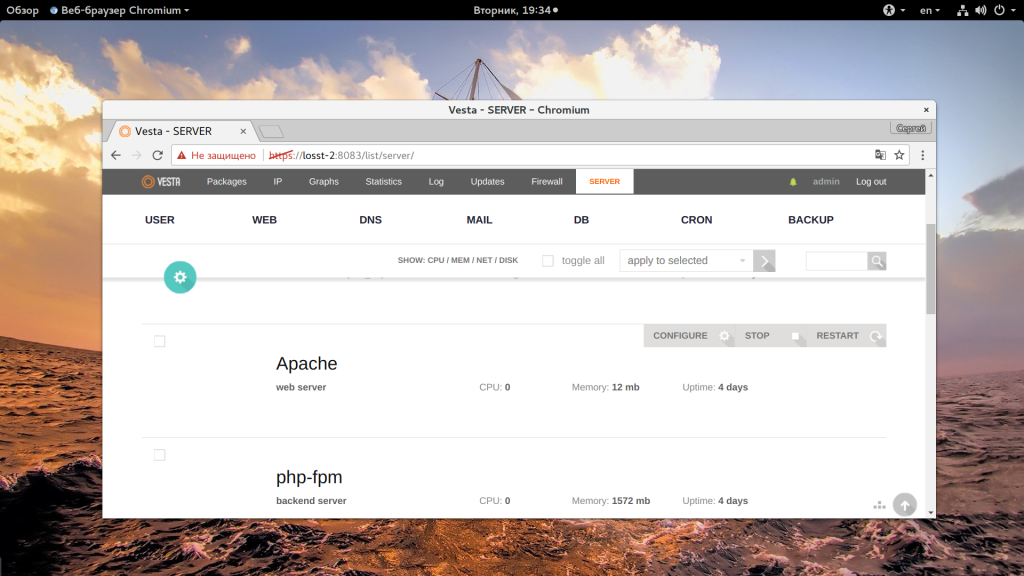 Обзор Веб-браузер Chromium Вторник, 19:34 en
Vesta - SERVER – Chromium ×
Vesta - SERVER × Сергей
Не защищено https://losst-2:8083/list/server/
VESTA Packages IP Graphs Statistics Log Updates Firewall SERVER admin Log out
USER WEB DNS MAIL DB CRON BACKUP
SHOW: CPU / MEM / NET / DISK toggle all apply to selected
CONFIGURE STOP RESTART
Apache
web server CPU: 0 Memory: 12 mb Uptime: 4 days
php-fpm
backend server CPU: 0 Memory: 1572 mb Uptime: 4 days